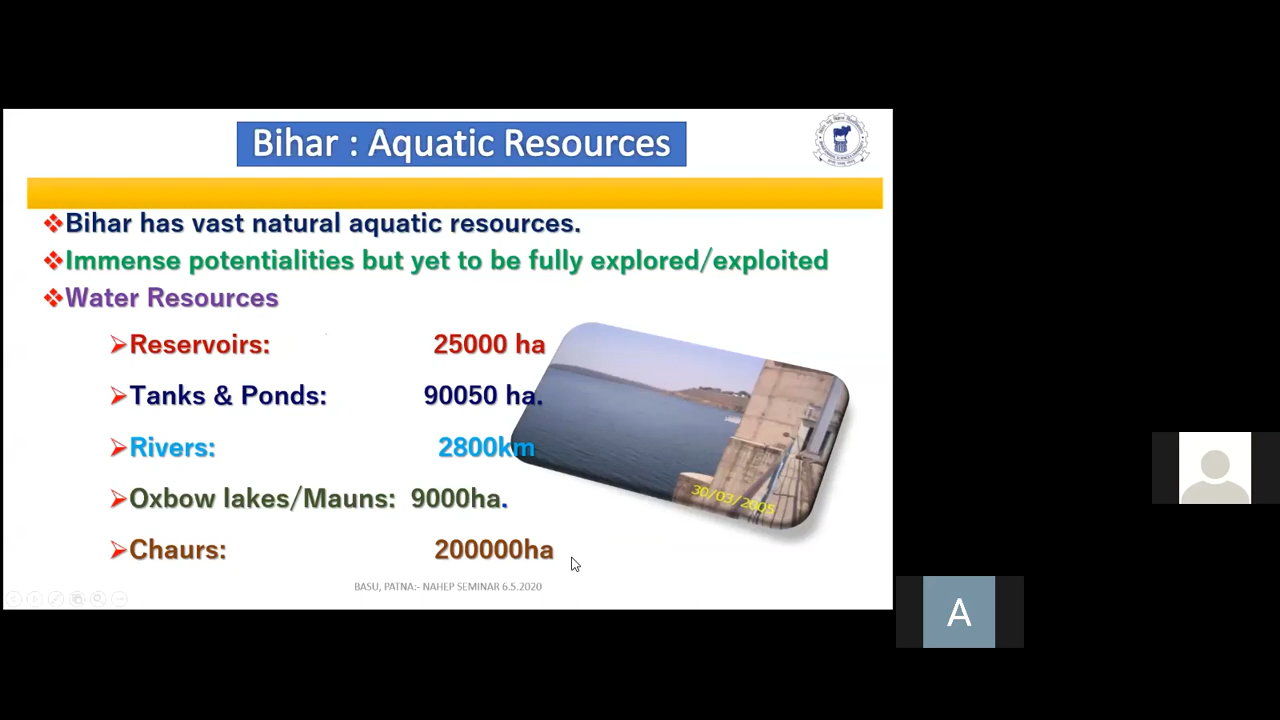 Bihar : Aquatic Resources
Bihar has vast natural aquatic resources.
Immense potentialities but yet to be fully explored/exploited
Water Resources
Reservoirs: 25000 ha
Tanks & Ponds: 90050 ha.
Rivers: 2800km
Oxbow lakes/Mauns: 9000ha.
Chaurs: 200000ha
30/03/2005
BASU, PATNA:- NAHEP SEMINAR 6.5.2020
A